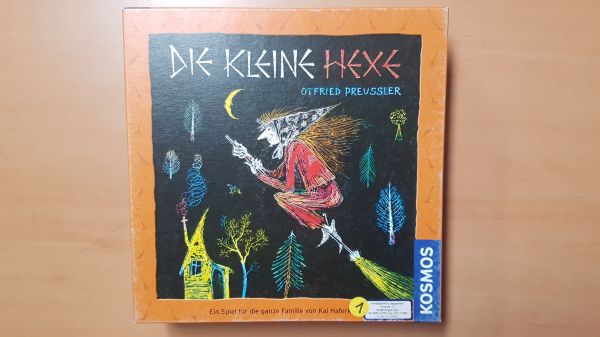 DIE KLEINE HEXE
OTFRIED PREUSSLER
Ein Spiel für die ganze Familie von Kai Haferk
1
KOSMOS